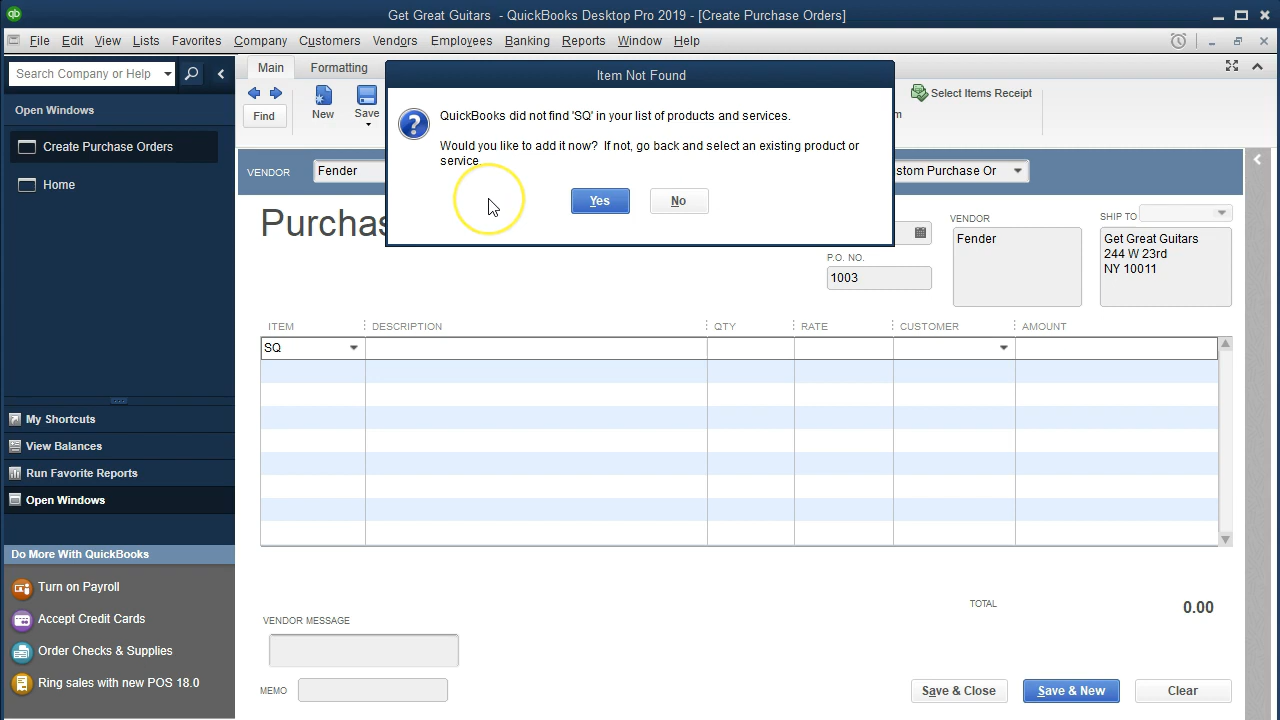 Get Great Guitars - QuickBooks Desktop Pro 2019 - [Create Purchase Orders]
File Edit View Lists Favorites Company Customers Vendors Employees Banking Reports Window Help
Search Company or Help
Main Formatting
Item Not Found
Open Windows
Find
New
Save
Select Items Receipt
QuickBooks did not find 'SQ' in your list of products and services.
Would you like to add it now? If not, go back and select an existing product or
service.
Yes
No
Create Purchase Orders
Home
VENDOR
Fender
stom Purchase Or
Purchas
VENDOR
Fender
SHIP TO
Get Great Guitars
244 W 23rd
NY 10011
P.O. NO.
1003
ITEM DESCRIPTION QTY RATE CUSTOMER AMOUNT
SQ
My Shortcuts
View Balances
Run Favorite Reports
Open Windows
Do More With QuickBooks
Turn on Payroll
Accept Credit Cards
Order Checks & Supplies
Ring sales with new POS 18.0
TOTAL 0.00
VENDOR MESSAGE
MEMO
Save & Close
Save & New
Clear